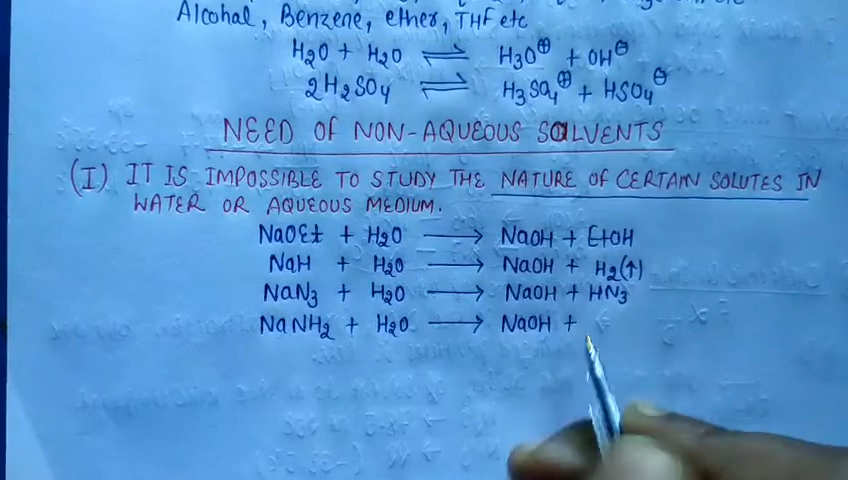 Alcohal, Benzene, ether, THF etc
H2O + H2O ⇌ H3O⊕ + OH⊖
2H2SO4 ⇌ H3SO4⊕ + HSO4⊖
NEED OF NON-AQUEOUS SOLVENTS
(I) IT IS IMPOSSIBLE TO STUDY THE NATURE OF CERTAIN SOLUTES IN
WATER OR AQUEOUS MEDIUM.
NaOEt + H2O → NaOH + EtOH
NaH + H2O → NaOH + H2(↑)
NaN3 + H2O → NaOH + HN3
NaNH2 + H2O → NaOH +